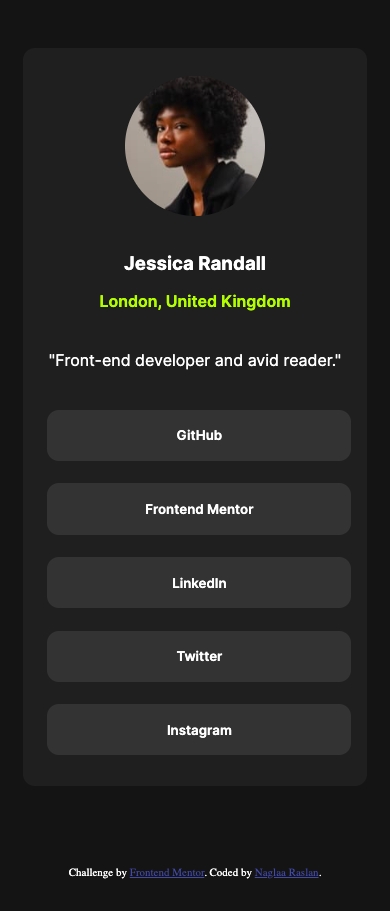 Jessica Randall
London, United Kingdom
"Front-end developer and avid reader."
GitHub
Frontend Mentor
LinkedIn
Twitter
Instagram
Challenge by Frontend Mentor. Coded by Naglaa Raslan.